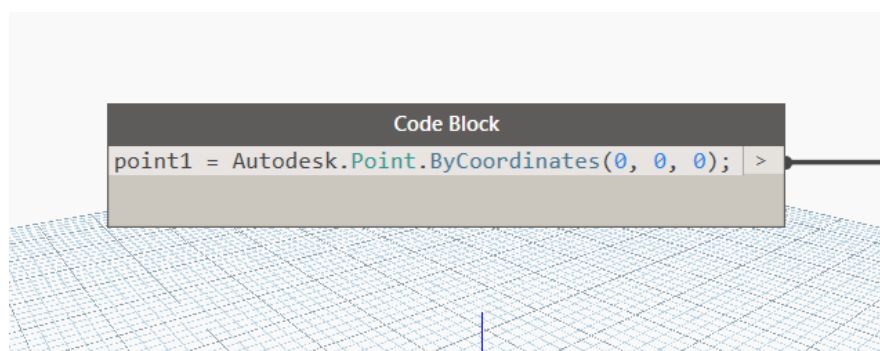 Code Block
point1 = Autodesk.Point.ByCoordinates(0, 0, 0); >